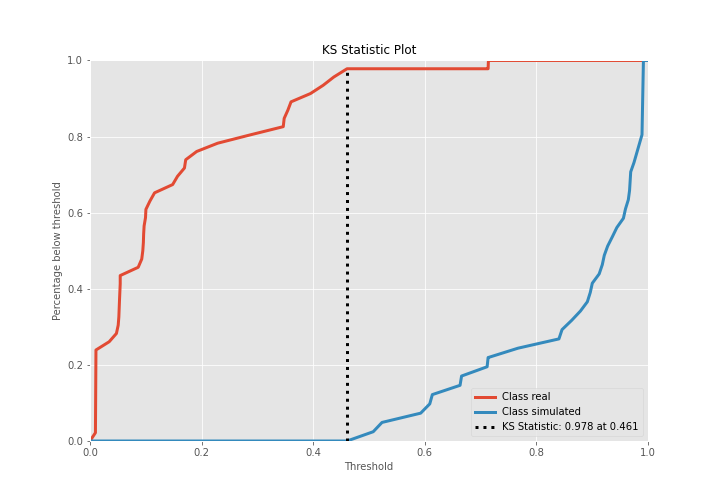 KS Statistic Plot
1.0
0.8
0.6
0.4
0.2
0.0
Percentage below threshold
Class real
Class simulated
KS Statistic: 0.978 at 0.461
0.0 0.2 0.4 0.6 0.8 1.0
Threshold